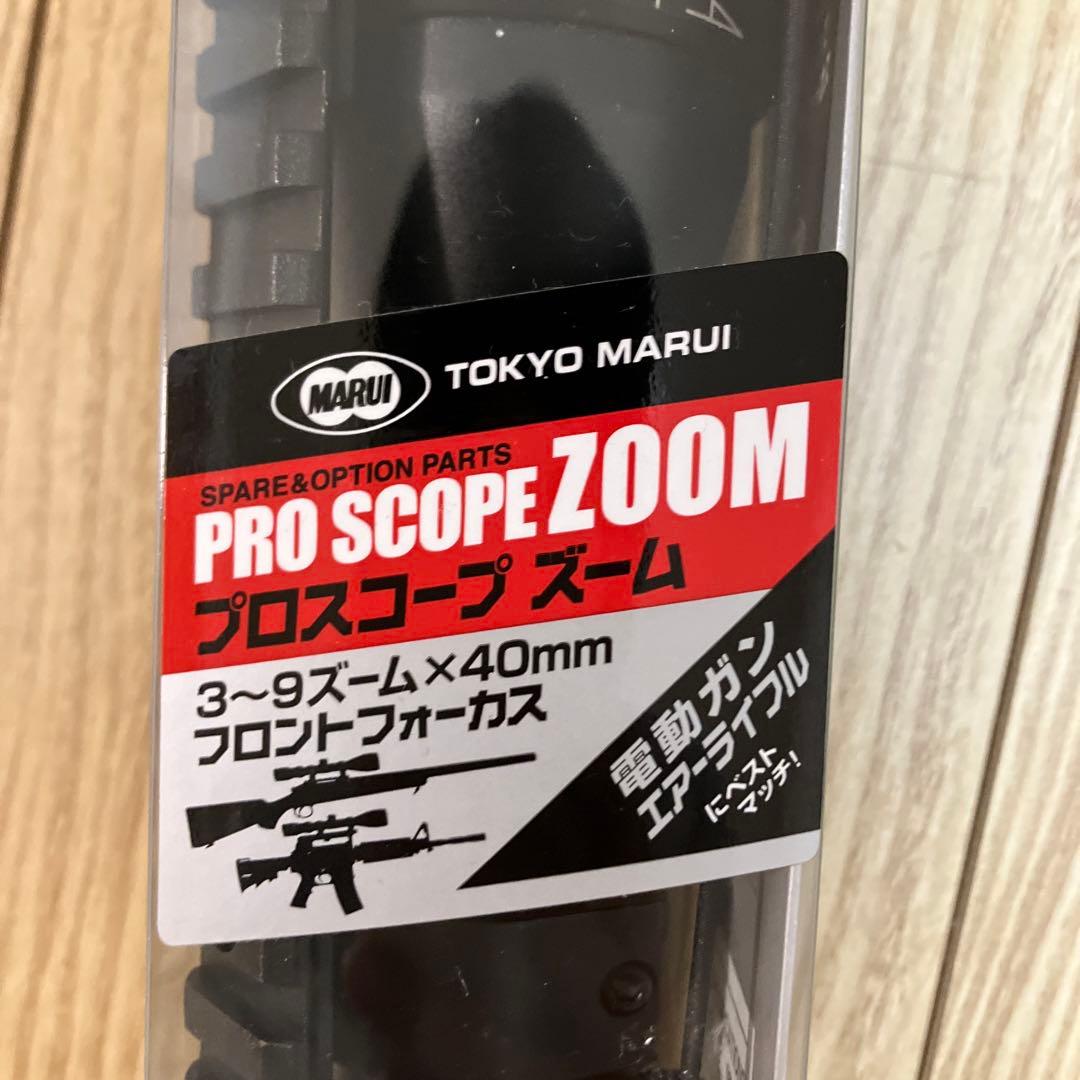 MARUI
TOKYO MARUI
SPARE&OPTION PARTS
PRO SCOPE ZOOM
プロスコープ ズーム
3〜9ズーム×40mm
フロントフォーカス
電動ガン
エアーライフル
にベスト
マッチ!